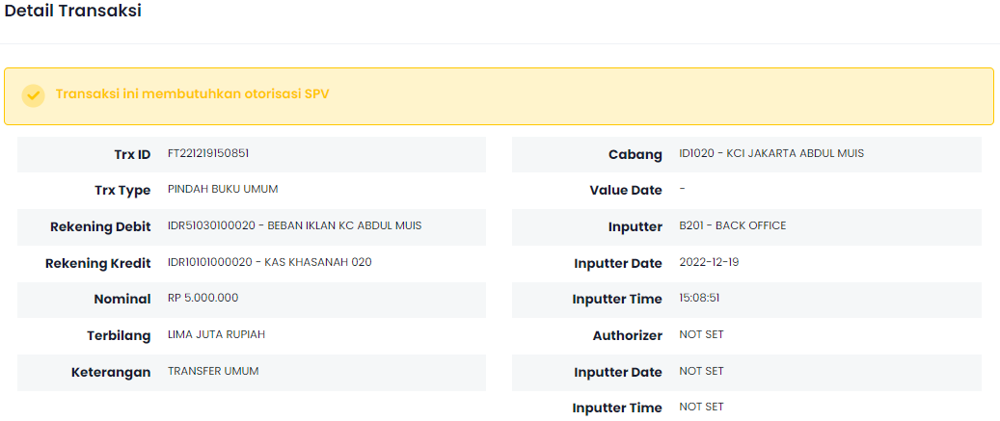 Detail Transaksi
Transaksi ini membutuhkan otorisasi SPV
Trx ID FT221219150851
Trx Type PINDAH BUKU UMUM
Rekening Debit IDR51030100020 - BEBAN IKLAN KC ABDUL MUIS
Rekening Kredit IDR10101000020 - KAS KHASANAH 020
Nominal RP 5.000.000
Terbilang LIMA JUTA RUPIAH
Keterangan TRANSFER UMUM
Cabang ID1020 - KCI JAKARTA ABDUL MUIS
Value Date -
Inputter B201 - BACK OFFICE
Inputter Date 2022-12-19
Inputter Time 15:08:51
Authorizer NOT SET
Inputter Date NOT SET
Inputter Time NOT SET